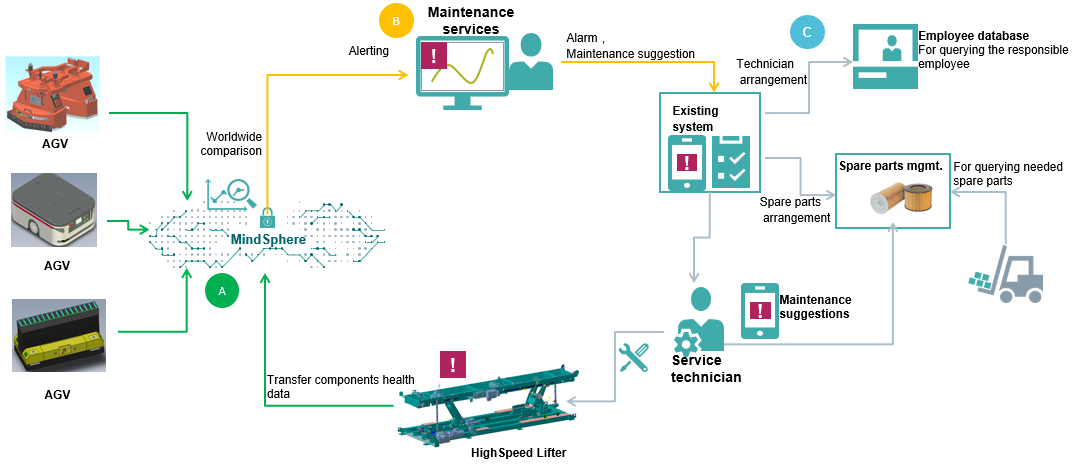 B
Maintenance
services
Alerting
Alarm ,
Maintenance suggestion
C
Employee database
For querying the responsible
employee
Technician
arrangement
AGV
Worldwide
comparison
Existing
system
Spare parts mgmt.
For querying needed
spare parts
Spare parts
arrangement
MindSphere
AGV
A
Maintenance
suggestions
Service
technician
AGV
Transfer components health
data
High Speed Lifter